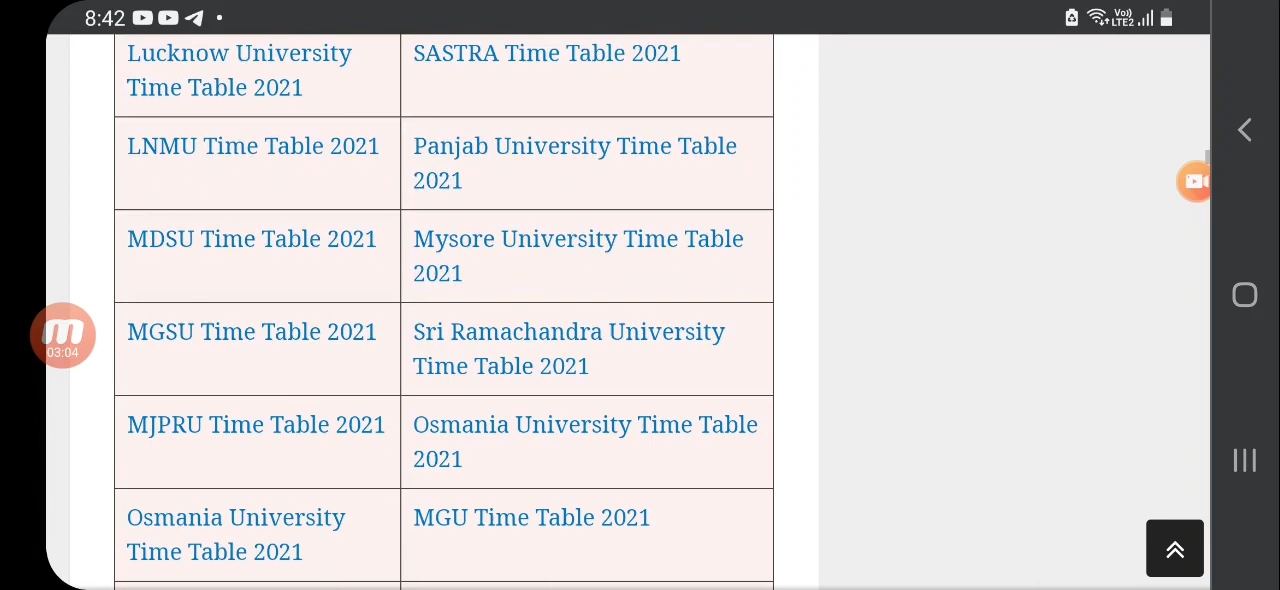 8:42
Vo)
LTE2
Lucknow University
Time Table 2021
SASTRA Time Table 2021
LNMU Time Table 2021
Panjab University Time Table
2021
MDSU Time Table 2021
Mysore University Time Table
2021
MGSU Time Table 2021
Sri Ramachandra University
Time Table 2021
MJPRU Time Table 2021
Osmania University Time Table
2021
Osmania University
Time Table 2021
MGU Time Table 2021
03:04